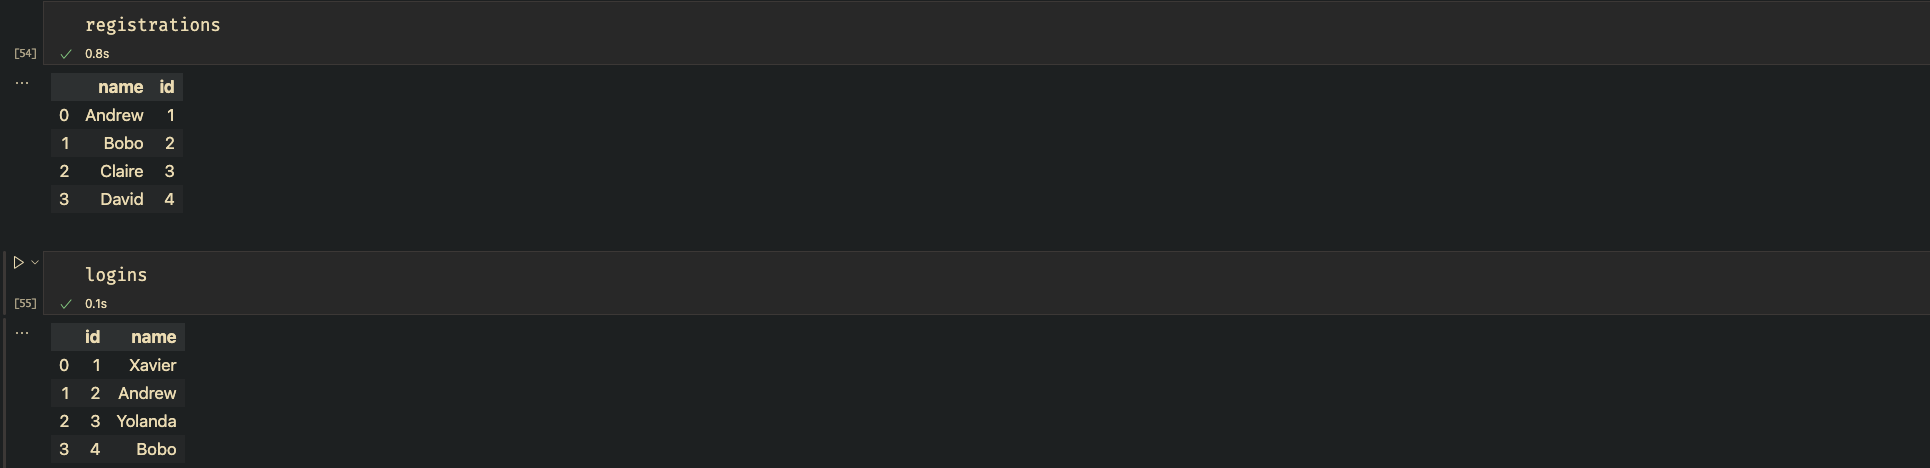 registrations
[54] ✓ 0.8s
... name id
0 Andrew 1
1 Bobo 2
2 Claire 3
3 David 4
logins
[55] ✓ 0.1s
... id name
0 1 Xavier
1 2 Andrew
2 3 Yolanda
3 4 Bobo